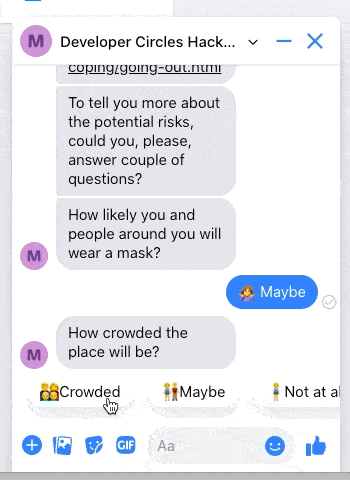 M Developer Circles Hack...
coping/going-out.html
To tell you more about
the potential risks,
could you, please,
answer couple of
questions?
How likely you and
people around you will
wear a mask?
M
🤷‍♀️ Maybe
How crowded the
place will be?
M
👨‍👩‍👧‍👦Crowded 👫Maybe 🧍Not at al
GIF Aa